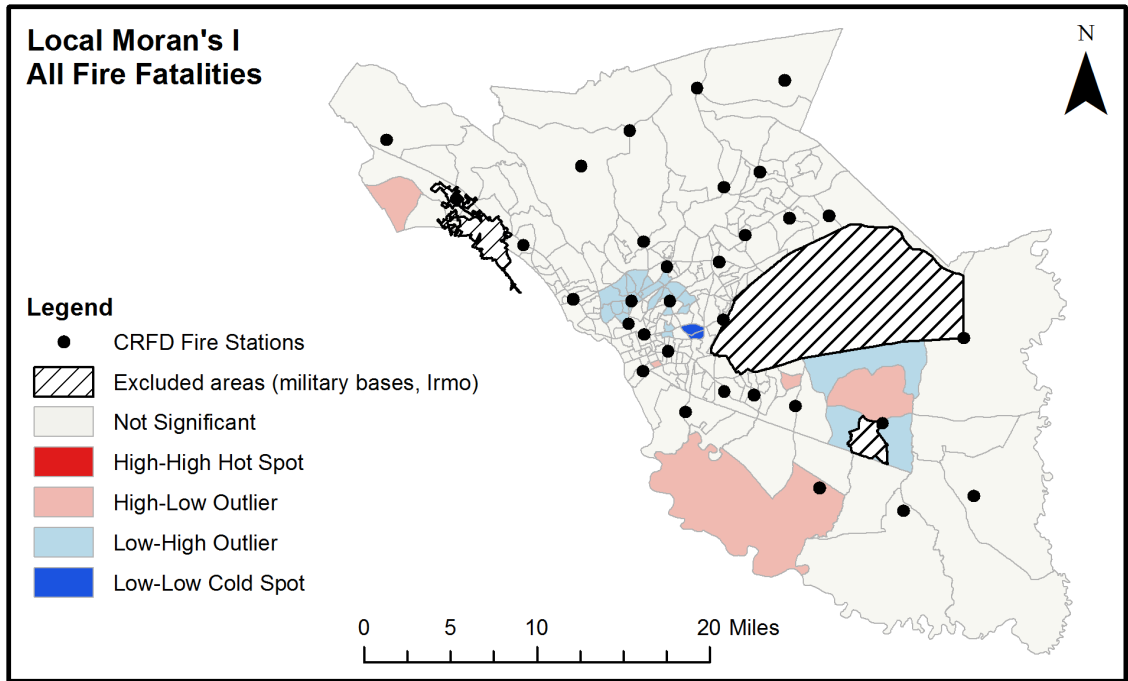 Local Moran's I
All Fire Fatalities
N
Legend
CRFD Fire Stations
Excluded areas (military bases, Irmo)
Not Significant
High-High Hot Spot
High-Low Outlier
Low-High Outlier
Low-Low Cold Spot
0 5 10 20 Miles